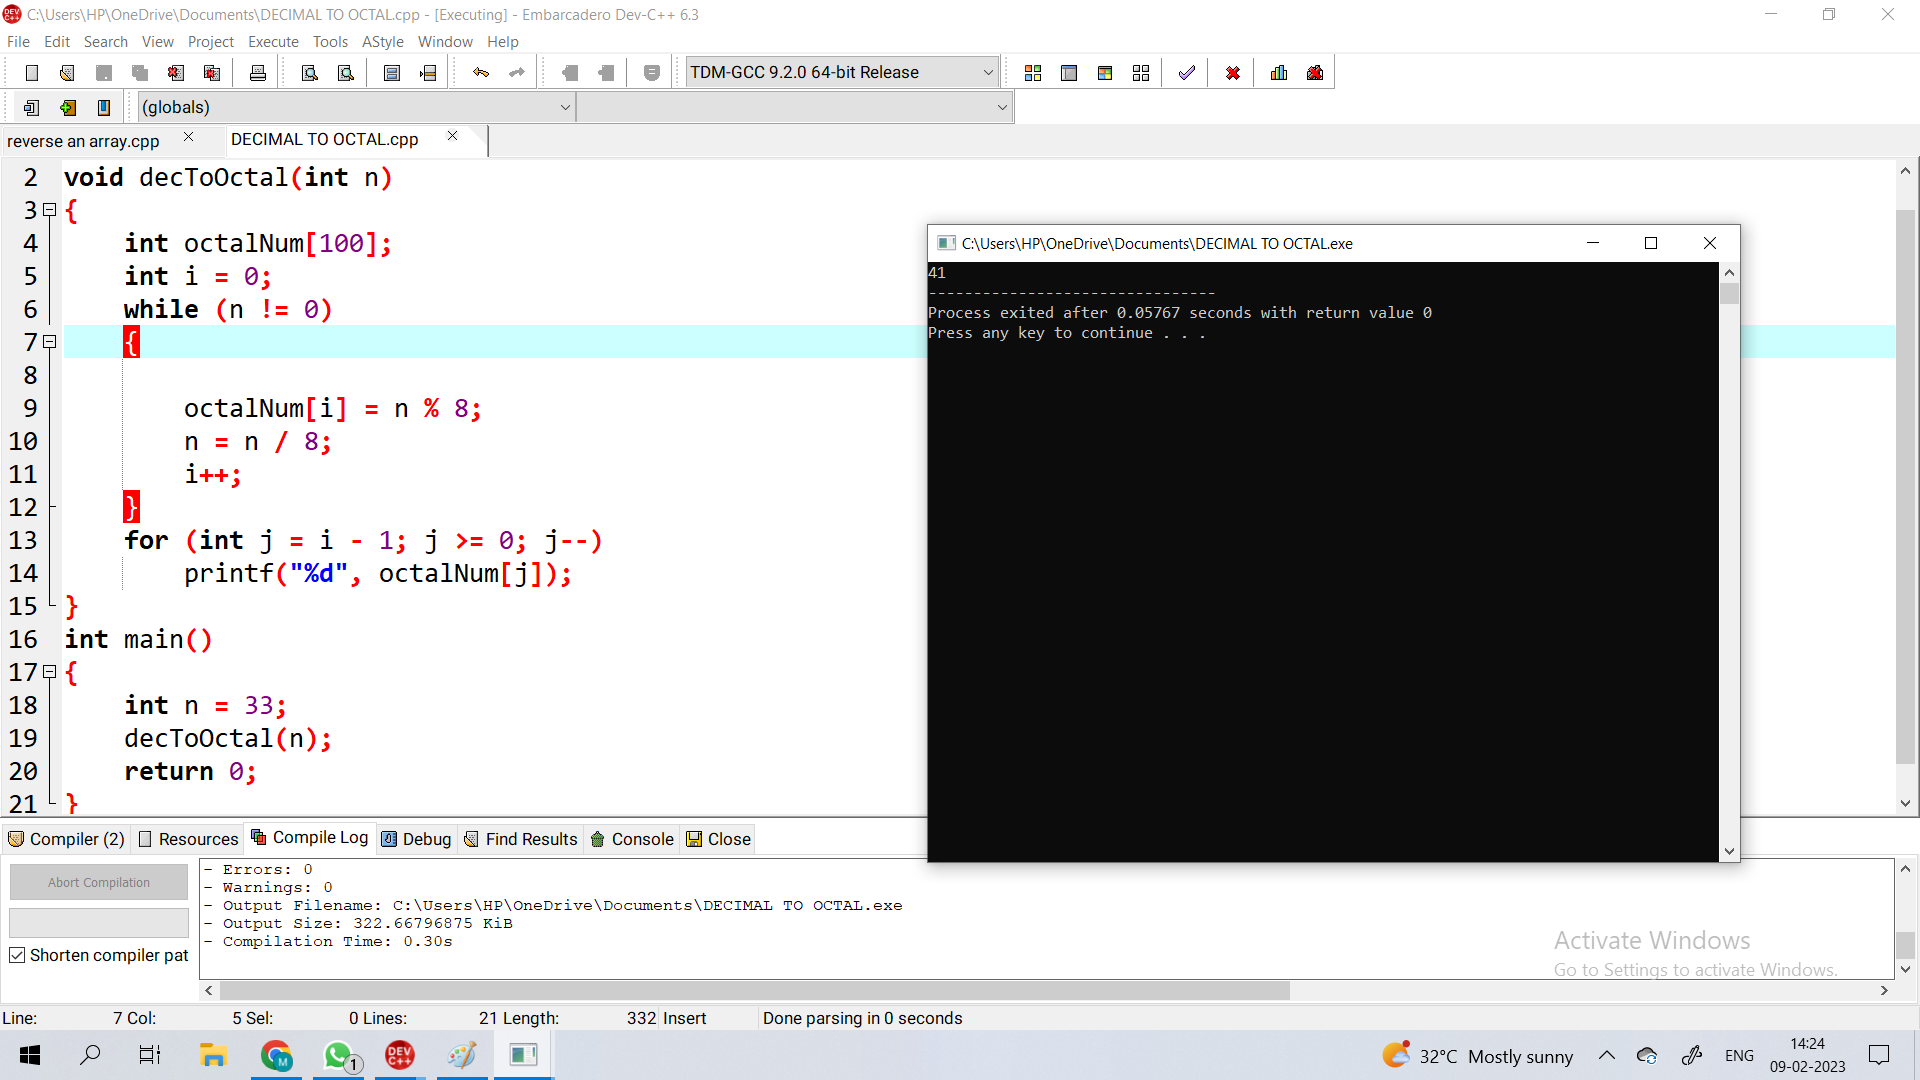 C:\Users\HP\OneDrive\Documents\DECIMAL TO OCTAL.cpp - [Executing] - Embarcadero Dev-C++ 6.3
File Edit Search View Project Execute Tools AStyle Window Help
TDM-GCC 9.2.0 64-bit Release
(globals)
reverse an array.cpp DECIMAL TO OCTAL.cpp
2 void decToOctal(int n)
3 {
4 int octalNum[100];
5 int i = 0;
6 while (n != 0)
7 {
8
9 octalNum[i] = n % 8;
10 n = n / 8;
11 i++;
12 }
13 for (int j = i - 1; j >= 0; j--)
14 printf("%d", octalNum[j]);
15 }
16 int main()
17 {
18 int n = 33;
19 decToOctal(n);
20 return 0;
21 }
C:\Users\HP\OneDrive\Documents\DECIMAL TO OCTAL.exe
41
--------------------------------
Process exited after 0.05767 seconds with return value 0
Press any key to continue . . .
Compiler (2) Resources Compile Log Debug Find Results Console Close
Abort Compilation
Shorten compiler pat
- Errors: 0
- Warnings: 0
- Output Filename: C:\Users\HP\OneDrive\Documents\DECIMAL TO OCTAL.exe
- Output Size: 322.66796875 KiB
- Compilation Time: 0.30s
Activate Windows
Go to Settings to activate Windows.
Line: 7 Col: 5 Sel: 0 Lines: 21 Length: 332 Insert Done parsing in 0 seconds
DEV C++
M
1
32°C Mostly sunny
ENG
14:24
09-02-2023